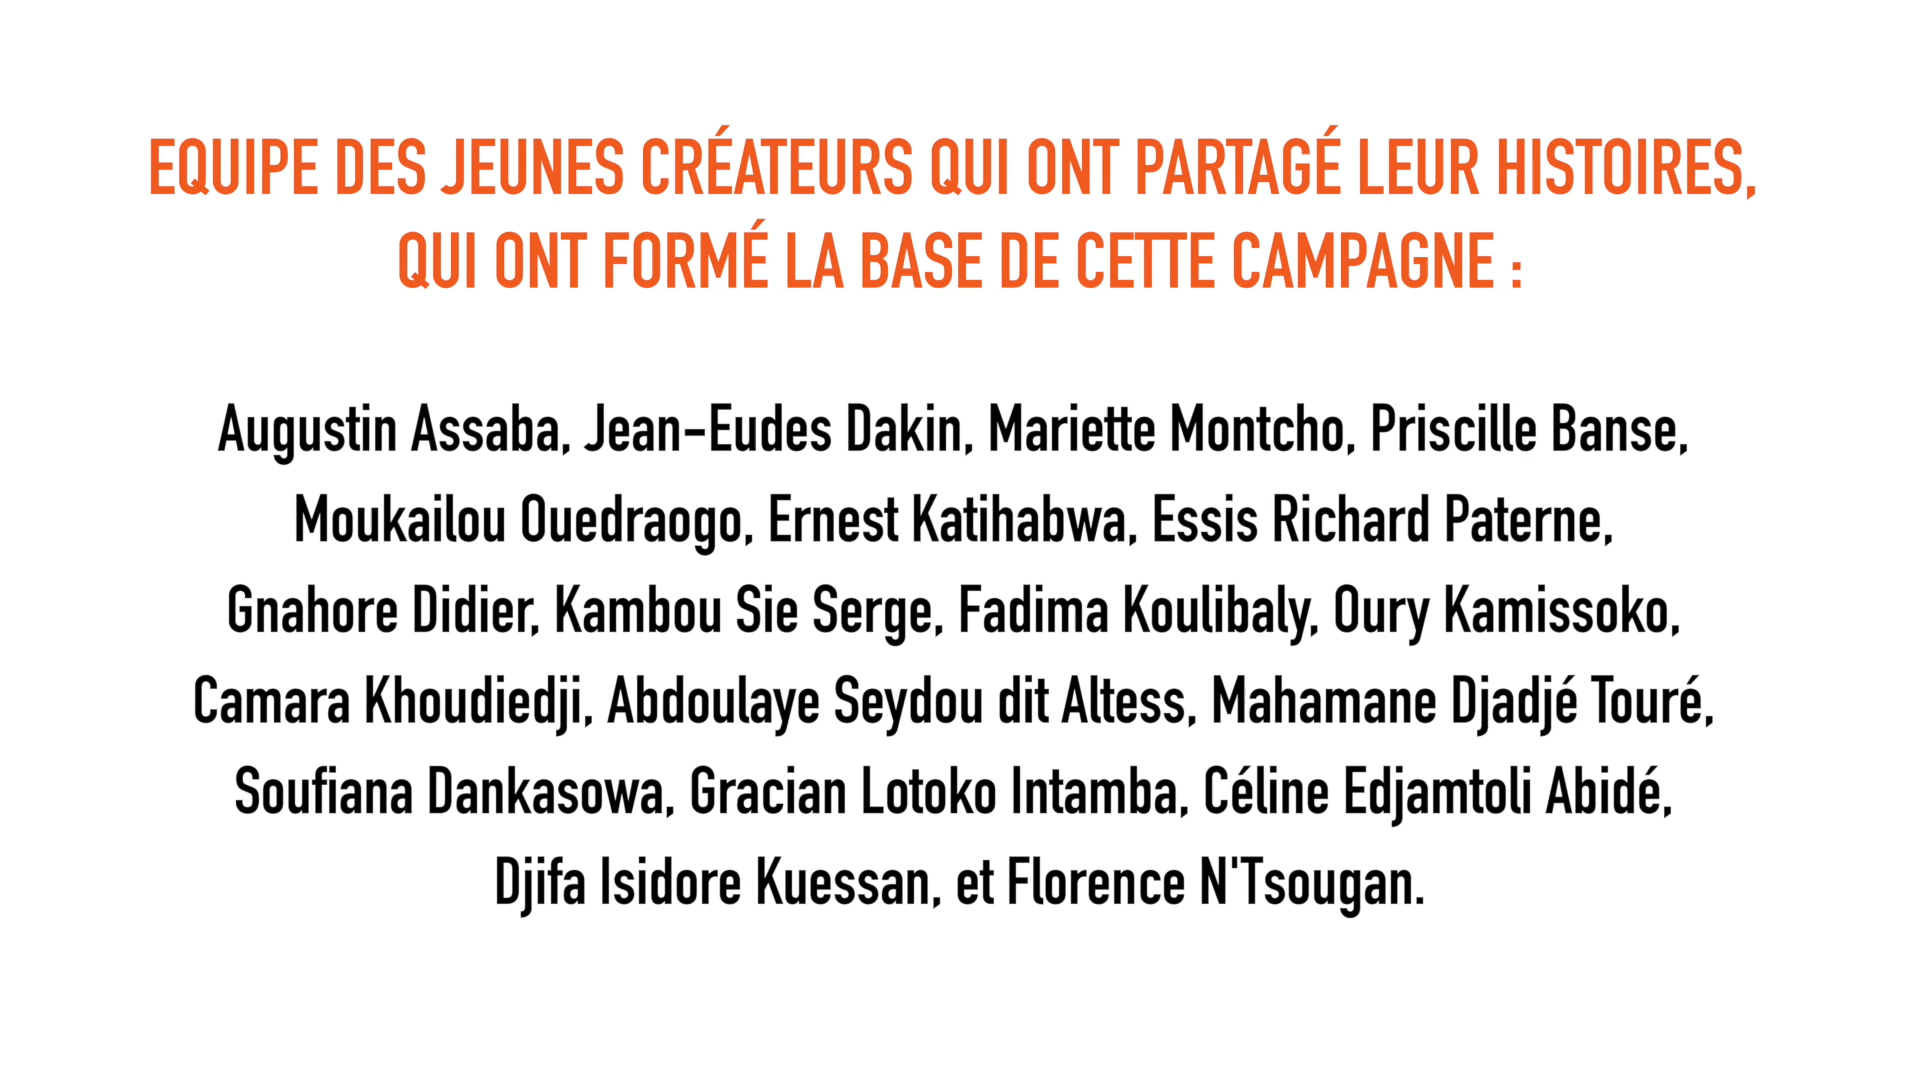 EQUIPE DES JEUNES CRÉATEURS QUI ONT PARTAGÉ LEUR HISTOIRES,
QUI ONT FORMÉ LA BASE DE CETTE CAMPAGNE :
Augustin Assaba, Jean-Eudes Dakin, Mariette Montcho, Priscille Banse,
Moukailou Ouedraogo, Ernest Katihabwa, Essis Richard Paterne,
Gnahore Didier, Kambou Sie Serge, Fadima Koulibaly, Oury Kamissoko,
Camara Khoudiedji, Abdoulaye Seydou dit Altess, Mahamane Djadjé Touré,
Soufiana Dankasowa, Gracian Lotoko Intamba, Céline Edjamtoli Abidé,
Djifa Isidore Kuessan, et Florence N'Tsougan.